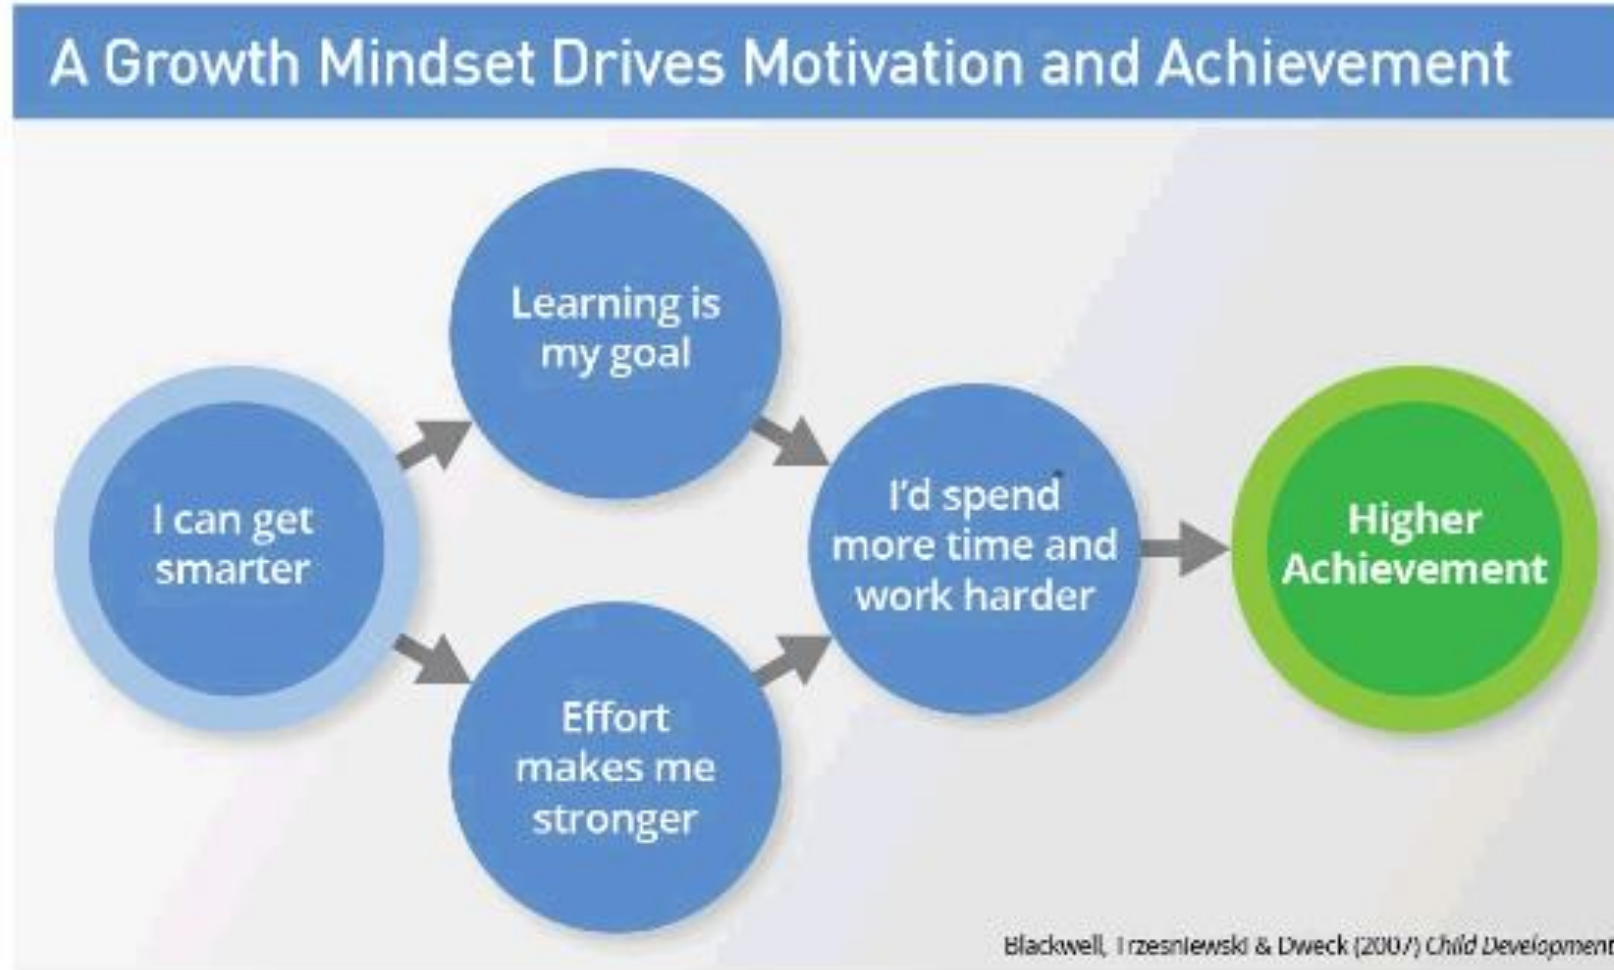 A Growth Mindset Drives Motivation and Achievement
Learning is
my goal
I can get
smarter
I'd spend
more time and
work harder
Higher
Achievement
Effort
makes me
stronger
Blackwell, Trzesniewski & Dweck (2007) Child Development